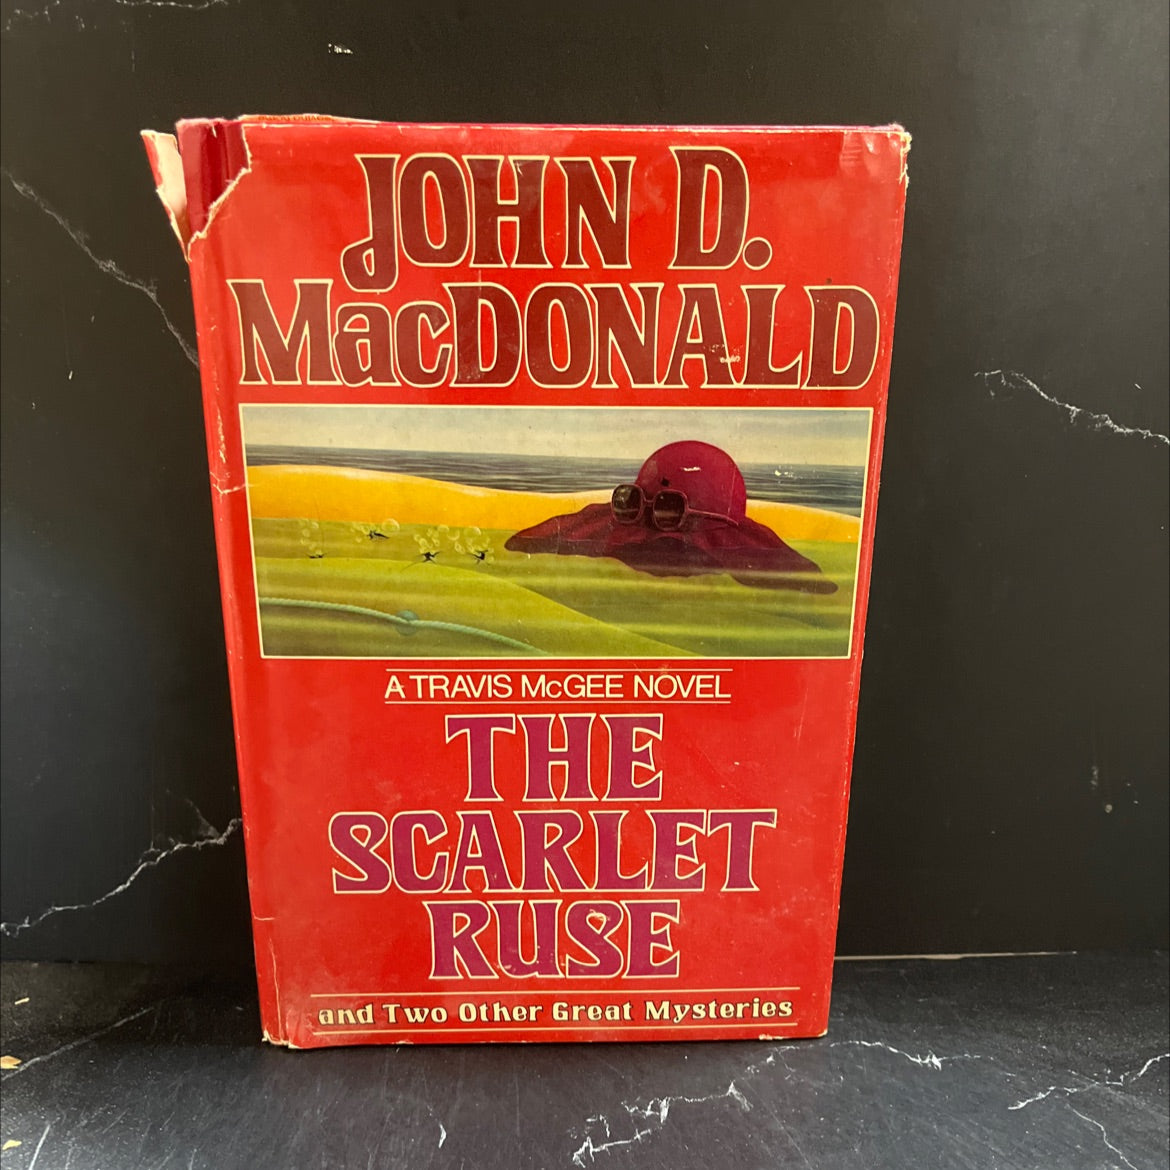 JOHN D.
MacDONALD
A TRAVIS McGEE NOVEL
THE
SCARLET
RUSE
and Two Other Great Mysteries